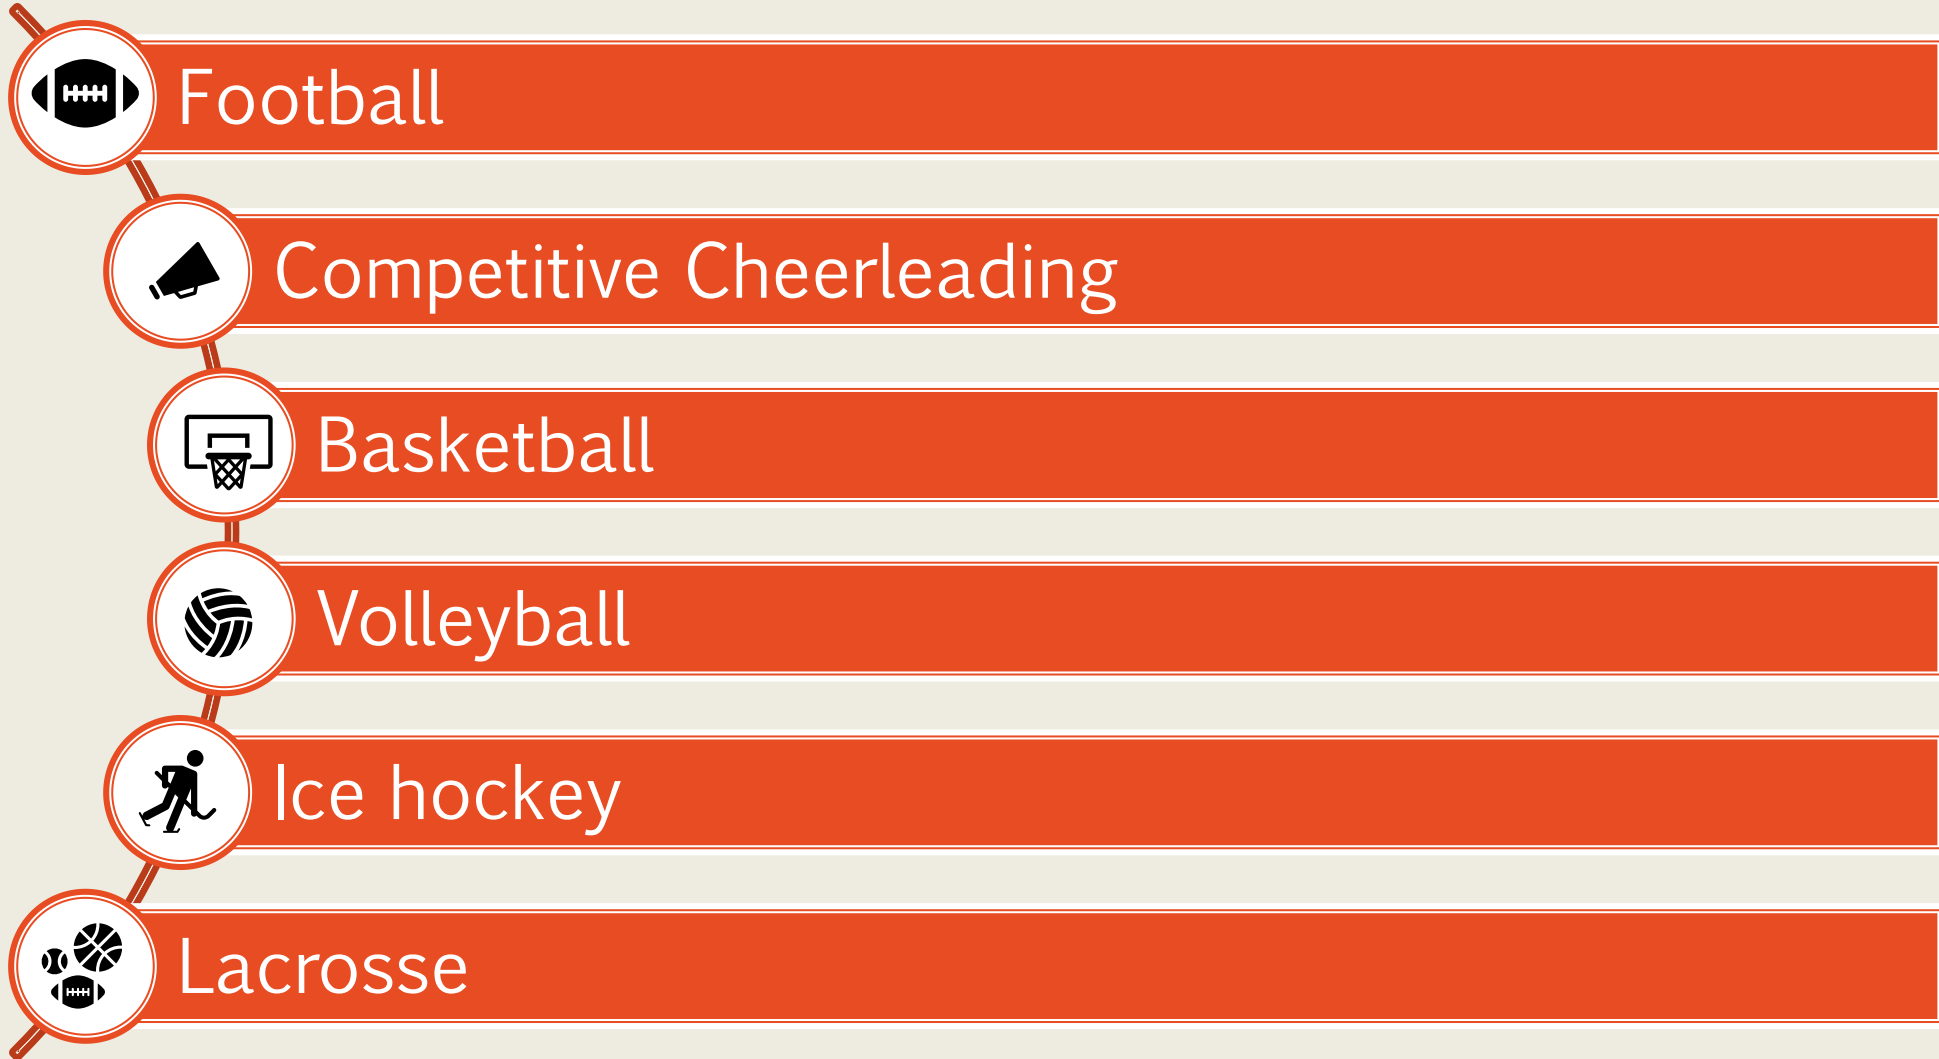 Football
Competitive Cheerleading
Basketball
Volleyball
Ice hockey
Lacrosse